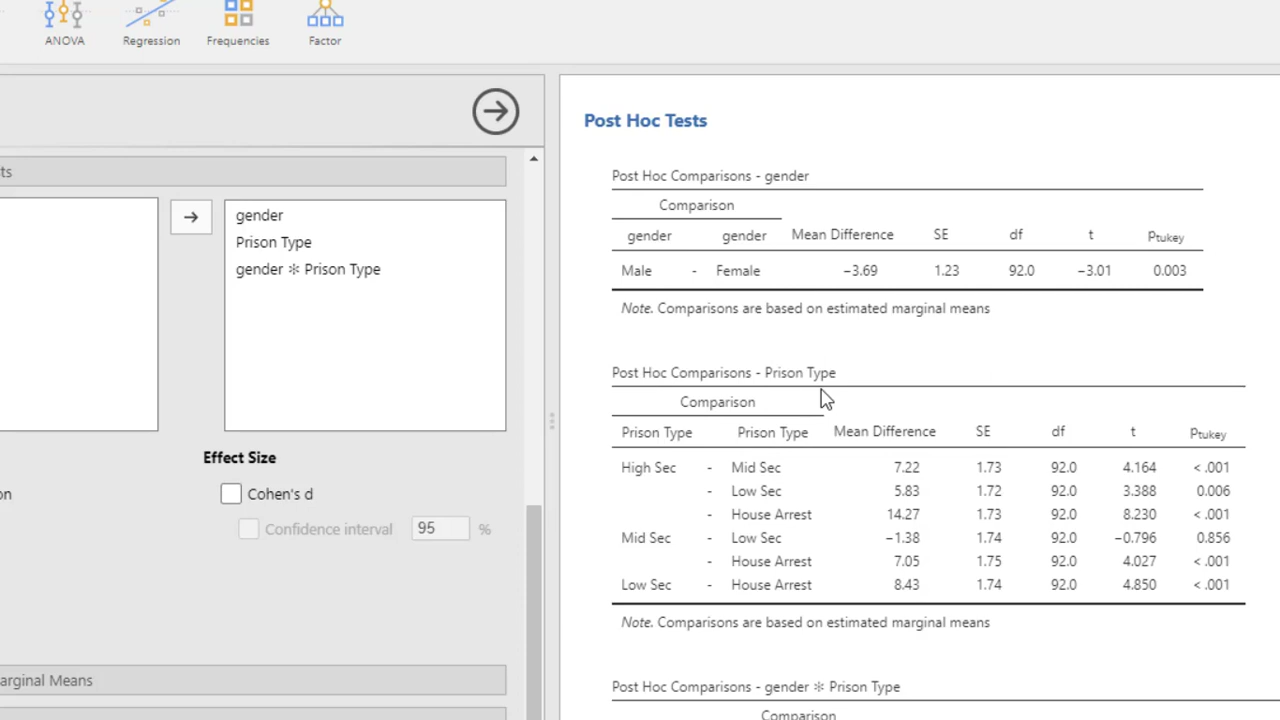 ANOVA Regression Frequencies Factor
ts
gender
Prison Type
gender ✻ Prison Type
Effect Size
on
Cohen's d
Confidence interval 95 %
arginal Means
Post Hoc Tests
Post Hoc Comparisons - gender
Comparison
gender gender Mean Difference SE df t ptukey
Male - Female −3.69 1.23 92.0 −3.01 0.003
Note. Comparisons are based on estimated marginal means
Post Hoc Comparisons - Prison Type
Comparison
Prison Type Prison Type Mean Difference SE df t ptukey
High Sec - Mid Sec 7.22 1.73 92.0 4.164 < .001
- Low Sec 5.83 1.72 92.0 3.388 0.006
- House Arrest 14.27 1.73 92.0 8.230 < .001
Mid Sec - Low Sec −1.38 1.74 92.0 −0.796 0.856
- House Arrest 7.05 1.75 92.0 4.027 < .001
Low Sec - House Arrest 8.43 1.74 92.0 4.850 < .001
Note. Comparisons are based on estimated marginal means
Post Hoc Comparisons - gender ✻ Prison Type
Comparison